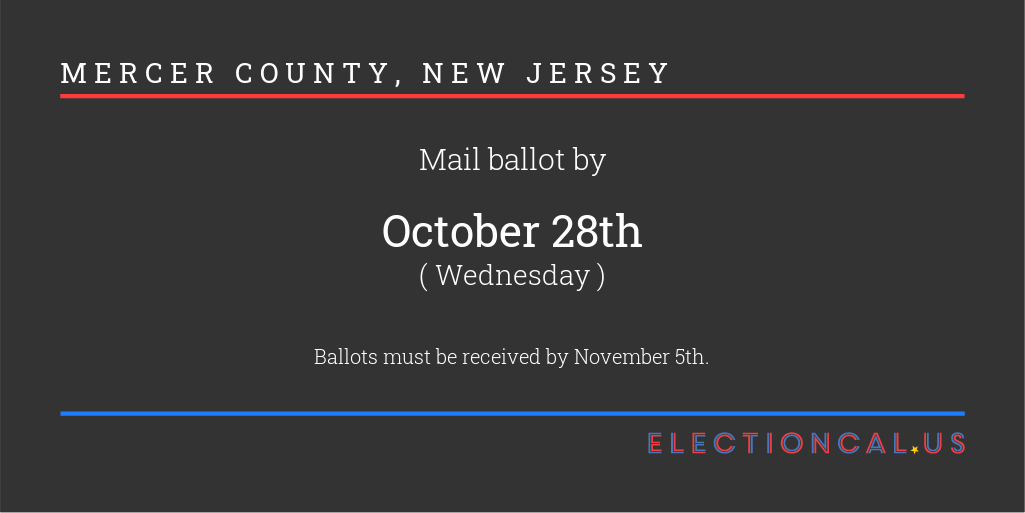 MERCER COUNTY, NEW JERSEY
Mail ballot by
October 28th
( Wednesday )
Ballots must be received by November 5th.
ELECTIONCAL.US